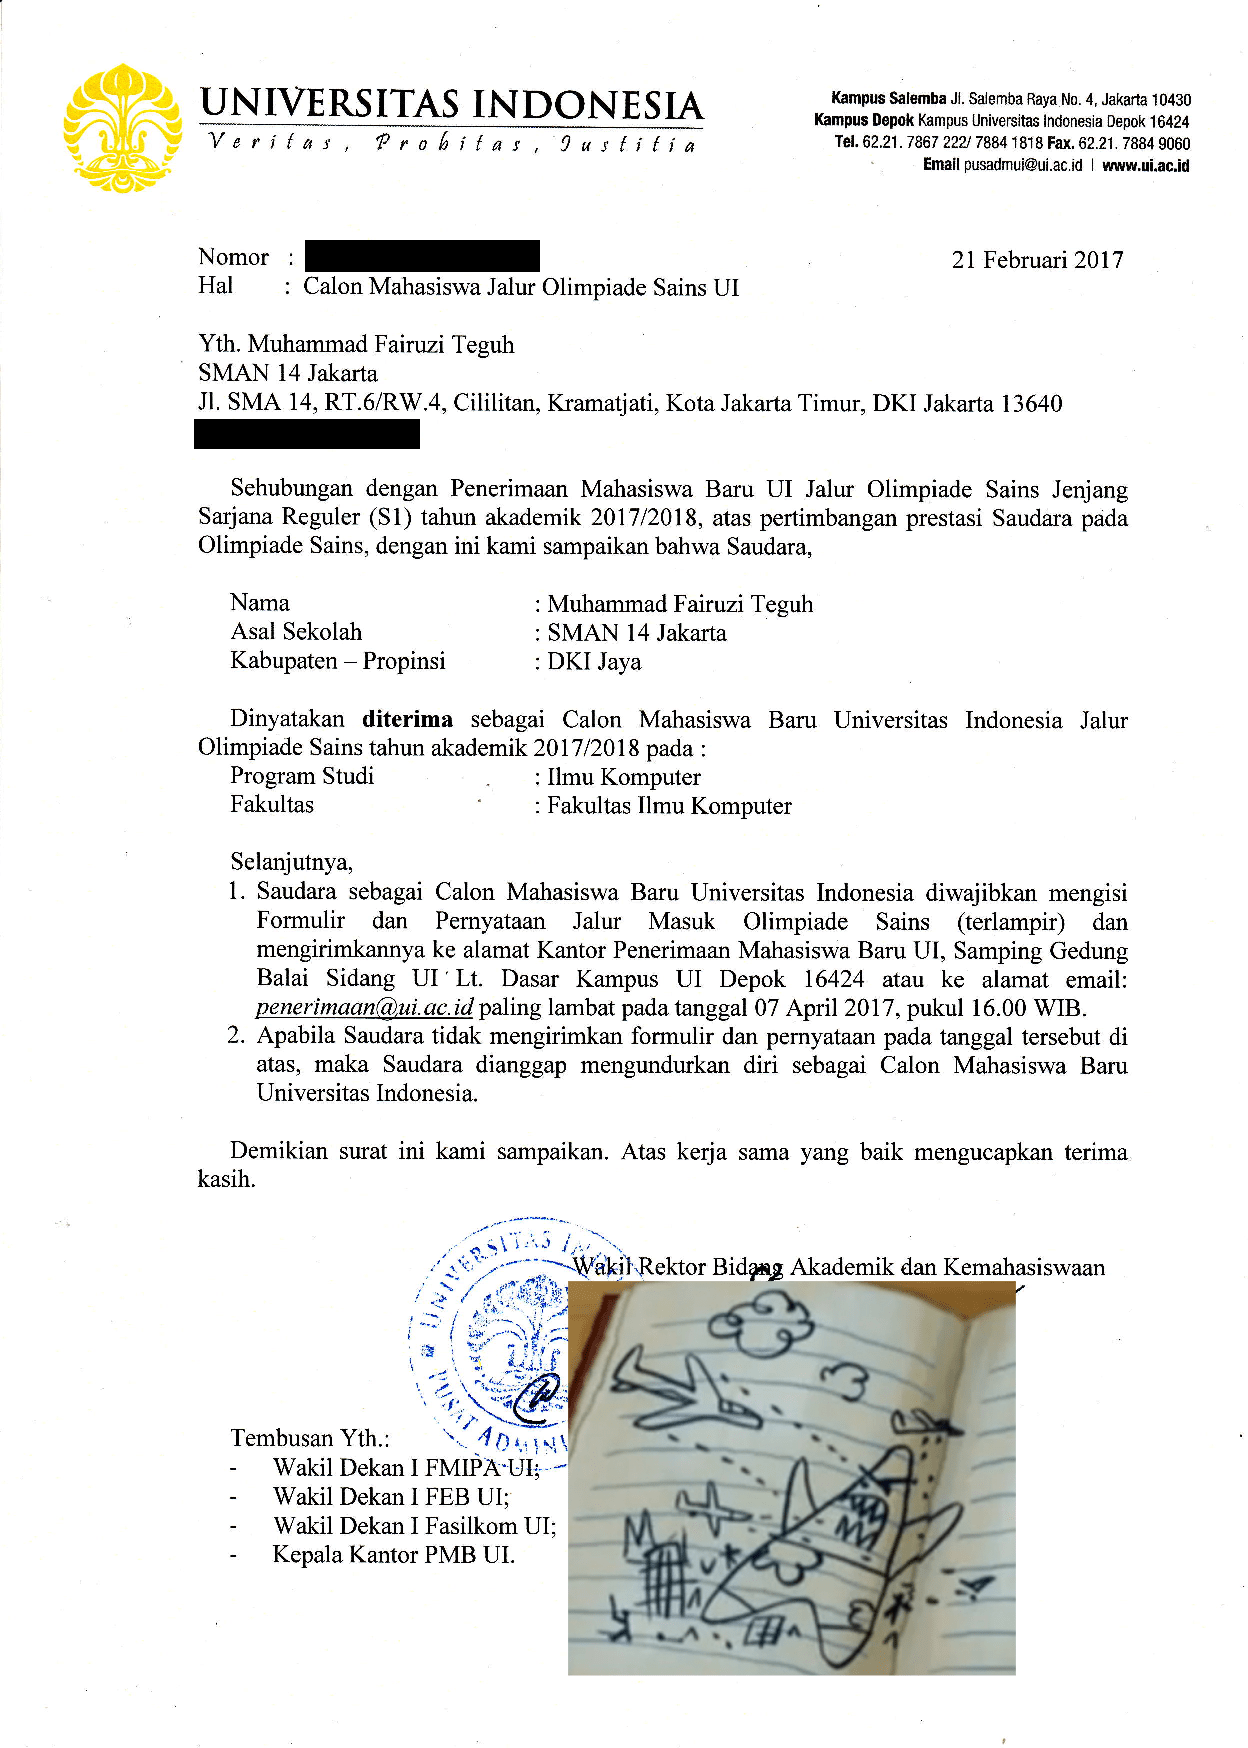 UNIVERSITAS INDONESIA
Veritas, Probitas, Justitia
Kampus Salemba Jl. Salemba Raya No. 4, Jakarta 10430
Kampus Depok Kampus Universitas Indonesia Depok 16424
Tel. 62.21. 7867 222/ 7884 1818 Fax. 62.21. 7884 9060
Email pusadmui@ui.ac.id | www.ui.ac.id
Nomor :
21 Februari 2017
Hal : Calon Mahasiswa Jalur Olimpiade Sains UI
Yth. Muhammad Fairuzi Teguh
SMAN 14 Jakarta
Jl. SMA 14, RT.6/RW.4, Cililitan, Kramatjati, Kota Jakarta Timur, DKI Jakarta 13640
Sehubungan dengan Penerimaan Mahasiswa Baru UI Jalur Olimpiade Sains Jenjang
Sarjana Reguler (S1) tahun akademik 2017/2018, atas pertimbangan prestasi Saudara pada
Olimpiade Sains, dengan ini kami sampaikan bahwa Saudara,
Nama : Muhammad Fairuzi Teguh
Asal Sekolah : SMAN 14 Jakarta
Kabupaten – Propinsi : DKI Jaya
Dinyatakan diterima sebagai Calon Mahasiswa Baru Universitas Indonesia Jalur
Olimpiade Sains tahun akademik 2017/2018 pada :
Program Studi : Ilmu Komputer
Fakultas : Fakultas Ilmu Komputer
Selanjutnya,
1. Saudara sebagai Calon Mahasiswa Baru Universitas Indonesia diwajibkan mengisi
Formulir dan Pernyataan Jalur Masuk Olimpiade Sains (terlampir) dan
mengirimkannya ke alamat Kantor Penerimaan Mahasiswa Baru UI, Samping Gedung
Balai Sidang UI Lt. Dasar Kampus UI Depok 16424 atau ke alamat email:
penerimaan@ui.ac.id paling lambat pada tanggal 07 April 2017, pukul 16.00 WIB.
2. Apabila Saudara tidak mengirimkan formulir dan pernyataan pada tanggal tersebut di
atas, maka Saudara dianggap mengundurkan diri sebagai Calon Mahasiswa Baru
Universitas Indonesia.
Demikian surat ini kami sampaikan. Atas kerja sama yang baik mengucapkan terima
kasih.
Wakil Rektor Bidang Akademik dan Kemahasiswaan
UNIVERSITAS
PUSAT
Tembusan Yth.:
- Wakil Dekan I FMIPA UI;
- Wakil Dekan I FEB UI;
- Wakil Dekan I Fasilkom UI;
- Kepala Kantor PMB UI.